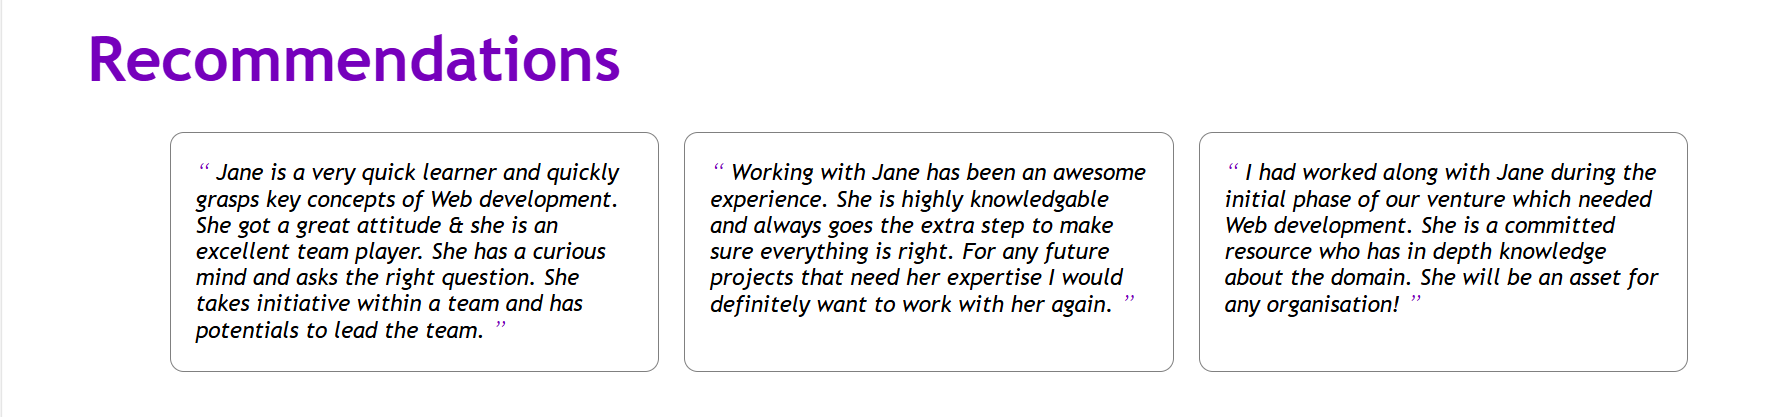 Recommendations
“ Jane is a very quick learner and quickly
grasps key concepts of Web development.
She got a great attitude & she is an
excellent team player. She has a curious
mind and asks the right question. She
takes initiative within a team and has
potentials to lead the team. ”
“ Working with Jane has been an awesome
experience. She is highly knowledgable
and always goes the extra step to make
sure everything is right. For any future
projects that need her expertise I would
definitely want to work with her again. ”
“ I had worked along with Jane during the
initial phase of our venture which needed
Web development. She is a committed
resource who has in depth knowledge
about the domain. She will be an asset for
any organisation! ”